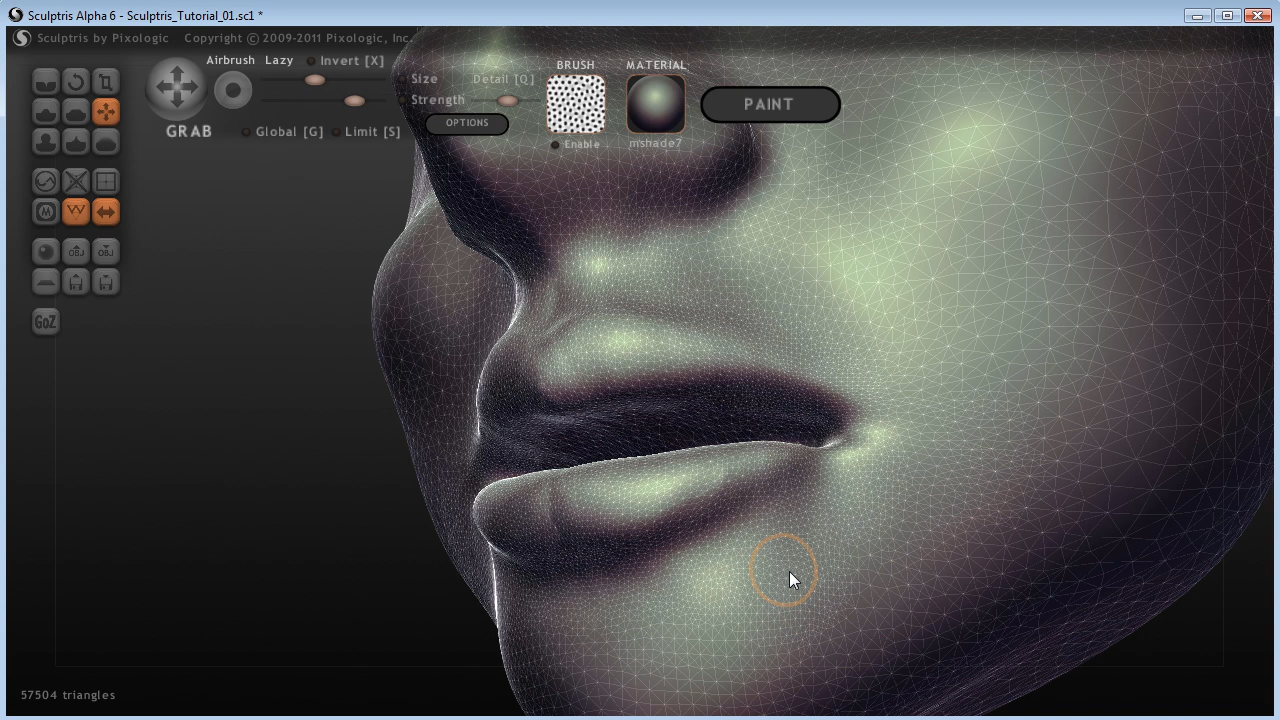 Sculptris Alpha 6 - Sculptris_Tutorial_01.sc1 *
Sculptris by Pixologic Copyright © 2009-2011 Pixologic, Inc.
Airbrush Lazy Invert [X]
Size Detail [Q]
Strength
GRAB
Global [G] Limit [S]
OPTIONS
BRUSH
Enable
MATERIAL
mshade7
PAINT
M
OBJ OBJ
GoZ
57504 triangles